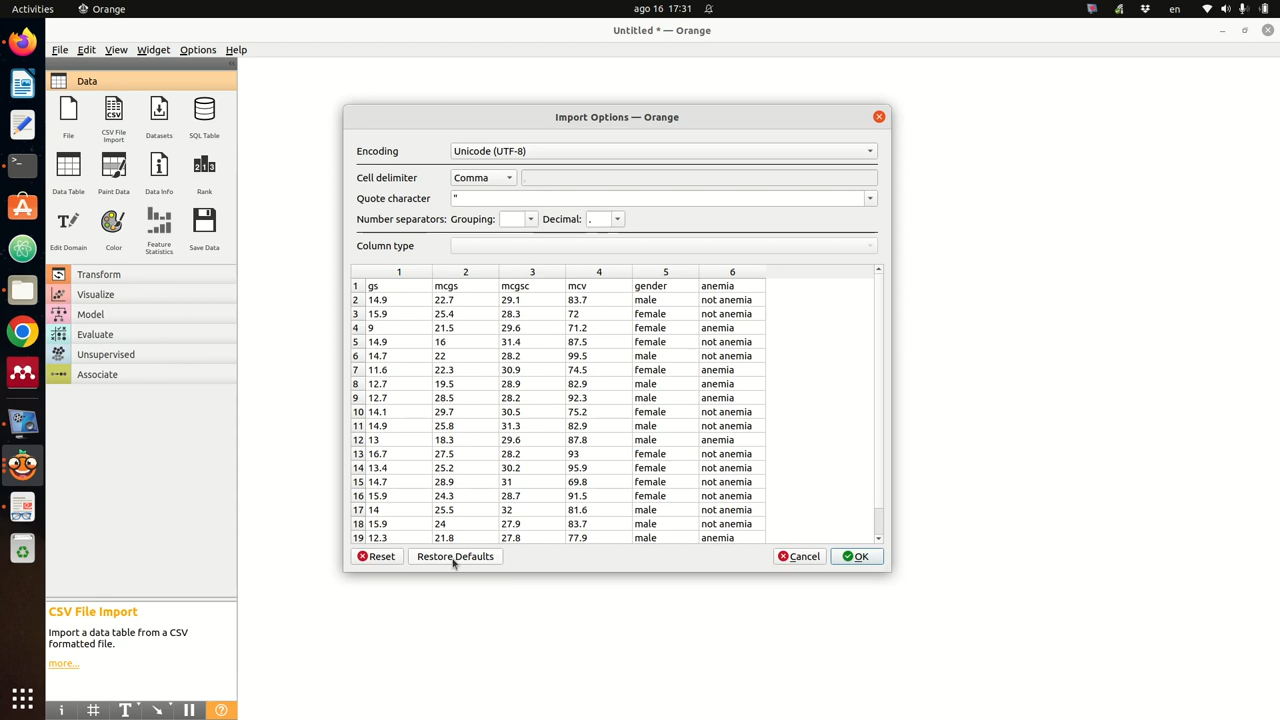 Activities Orange ago 16 17:31 en
Untitled * — Orange
File Edit View Widget Options Help
Data
File CSV File Import Datasets SQL Table
Data Table Paint Data Data Info Rank
Edit Domain Color Feature Statistics Save Data
Transform
Visualize
Model
Evaluate
Unsupervised
Associate
CSV File Import
Import a data table from a CSV
formatted file.
more...
Import Options — Orange
Encoding Unicode (UTF-8)
Cell delimiter Comma
Quote character "
Number separators: Grouping: Decimal: .
Column type
1 2 3 4 5 6
1 gs mcgs mcgsc mcv gender anemia
2 14.9 22.7 29.1 83.7 male not anemia
3 15.9 25.4 28.3 72 female not anemia
4 9 21.5 29.6 71.2 female anemia
5 14.9 16 31.4 87.5 female not anemia
6 14.7 22 28.2 99.5 male not anemia
7 11.6 22.3 30.9 74.5 female anemia
8 12.7 19.5 28.9 82.9 male anemia
9 12.7 28.5 28.2 92.3 male anemia
10 14.1 29.7 30.5 75.2 female not anemia
11 14.9 25.8 31.3 82.9 male not anemia
12 13 18.3 29.6 87.8 male anemia
13 16.7 27.5 28.2 93 female not anemia
14 13.4 25.2 30.2 95.9 female not anemia
15 14.7 28.9 31 69.8 female not anemia
16 15.9 24.3 28.7 91.5 female not anemia
17 14 25.5 32 81.6 male not anemia
18 15.9 24 27.9 83.7 male not anemia
19 12.3 21.8 27.8 77.9 male anemia
Reset Restore Defaults Cancel OK